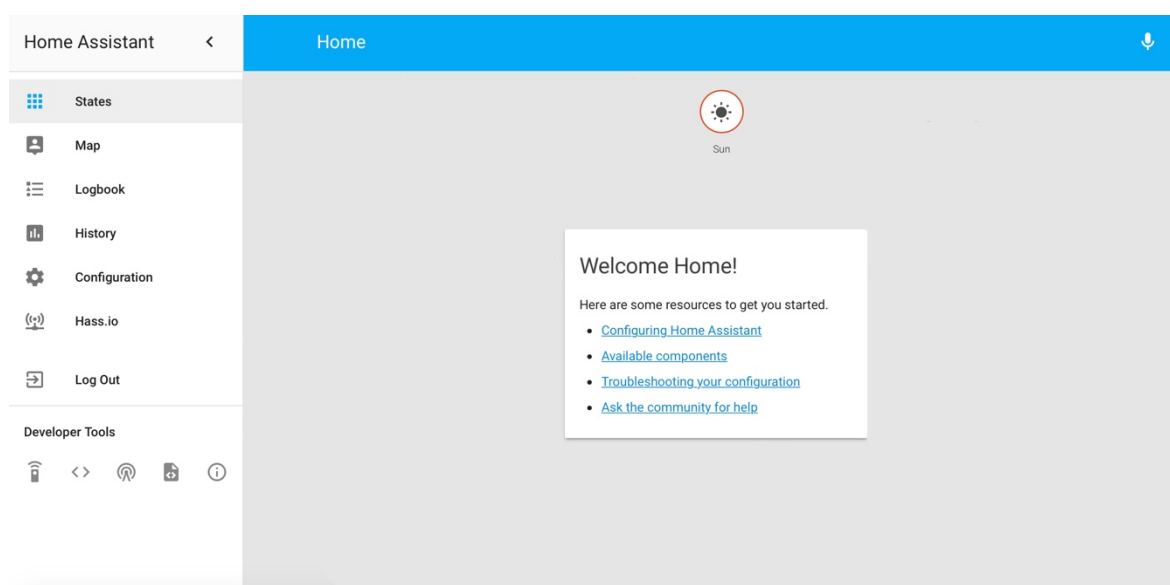 Home Assistant
Home
States
Map
Logbook
History
Configuration
Hass.io
Log Out
Developer Tools
Sun
Welcome Home!
Here are some resources to get you started.
Configuring Home Assistant
Available components
Troubleshooting your configuration
Ask the community for help